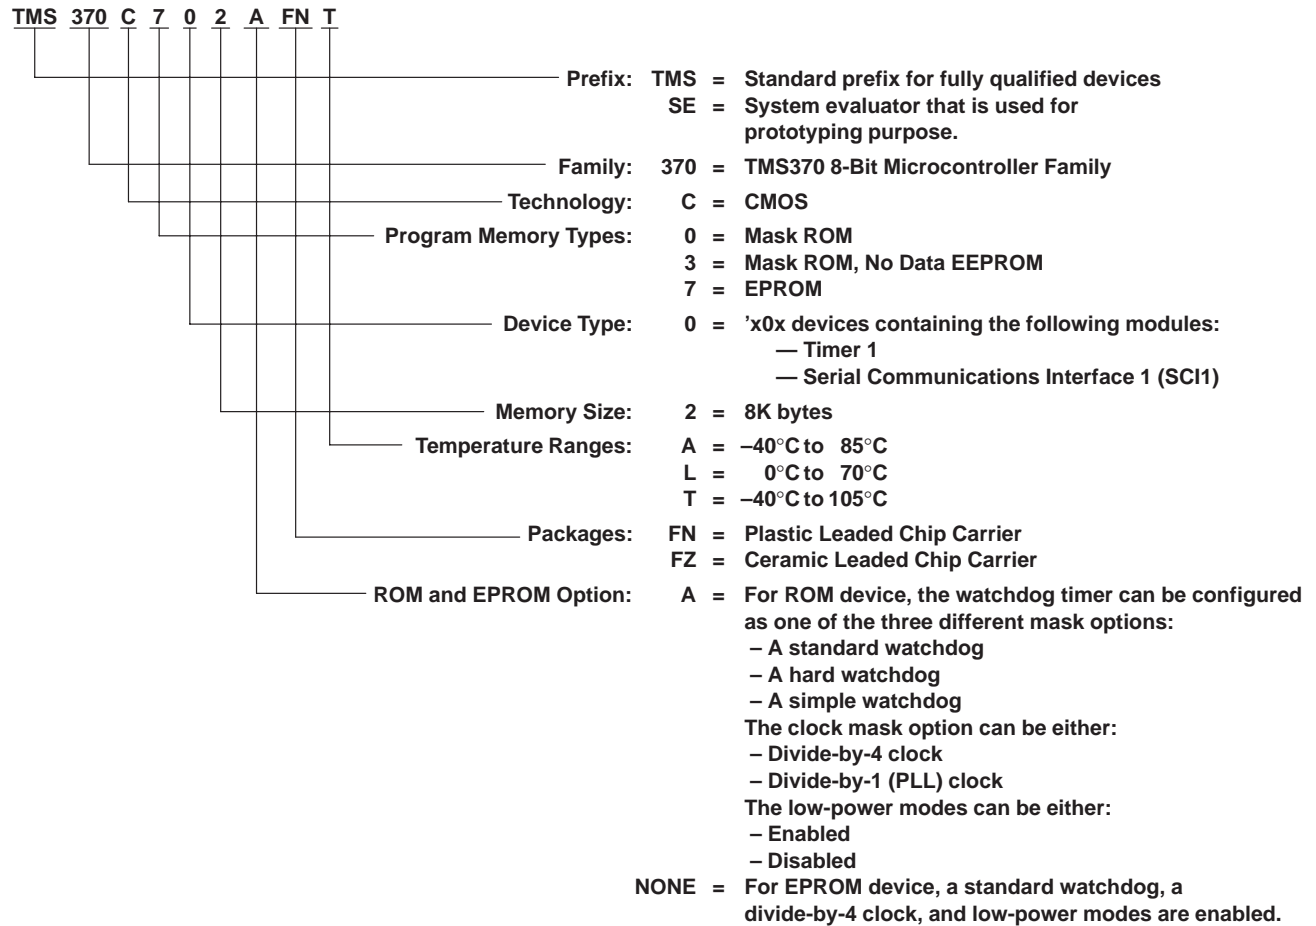 TMS 370 C 7 0 2 A FN T
Prefix: TMS = Standard prefix for fully qualified devices
SE = System evaluator that is used for
prototyping purpose.
Family: 370 = TMS370 8-Bit Microcontroller Family
Technology: C = CMOS
Program Memory Types: 0 = Mask ROM
3 = Mask ROM, No Data EEPROM
7 = EPROM
Device Type: 0 = ’x0x devices containing the following modules:
— Timer 1
— Serial Communications Interface 1 (SCI1)
Memory Size: 2 = 8K bytes
Temperature Ranges: A = –40°C to 85°C
L = 0°C to 70°C
T = –40°C to 105°C
Packages: FN = Plastic Leaded Chip Carrier
FZ = Ceramic Leaded Chip Carrier
ROM and EPROM Option: A = For ROM device, the watchdog timer can be configured
as one of the three different mask options:
– A standard watchdog
– A hard watchdog
– A simple watchdog
The clock mask option can be either:
– Divide-by-4 clock
– Divide-by-1 (PLL) clock
The low-power modes can be either:
– Enabled
– Disabled
NONE = For EPROM device, a standard watchdog, a
divide-by-4 clock, and low-power modes are enabled.